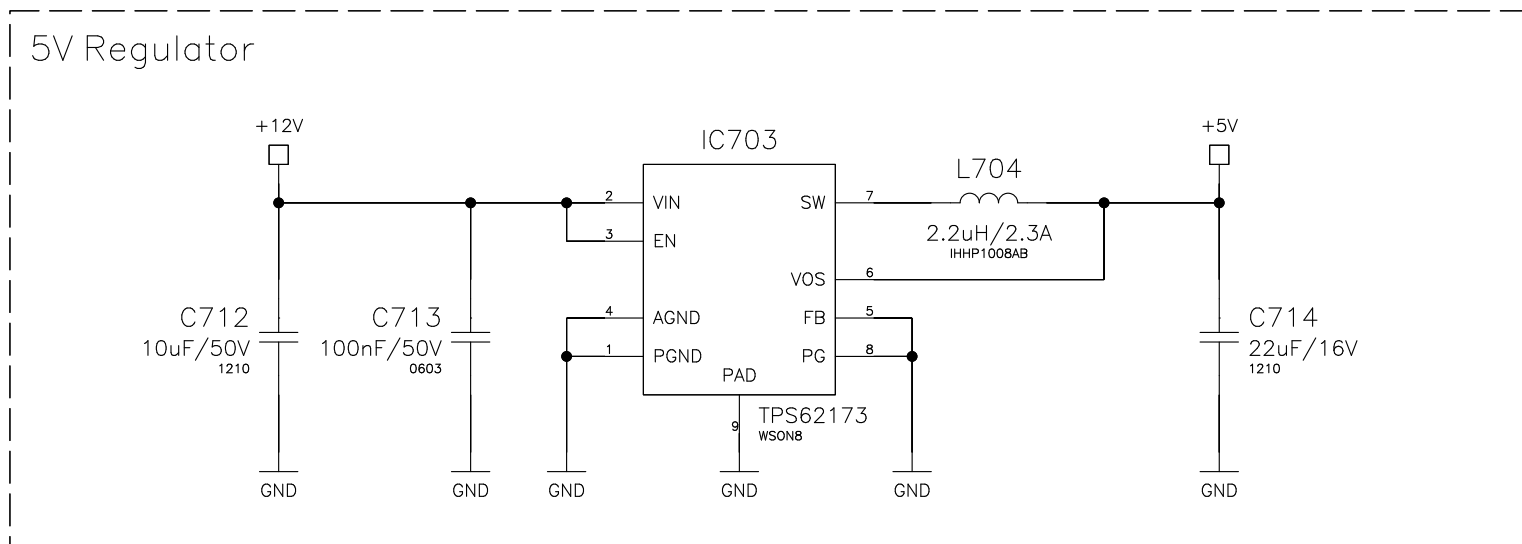 5V Regulator
+12V
+5V
IC703
L704
2.2uH/2.3A
IHHP1008AB
2
VIN
SW
7
3
EN
VOS
6
4
AGND
FB
5
1
PGND
PG
8
PAD
9
TPS62173
WSON8
C712
10uF/50V
1210
C713
100nF/50V
0603
C714
22uF/16V
1210
GND
GND
GND
GND
GND
GND